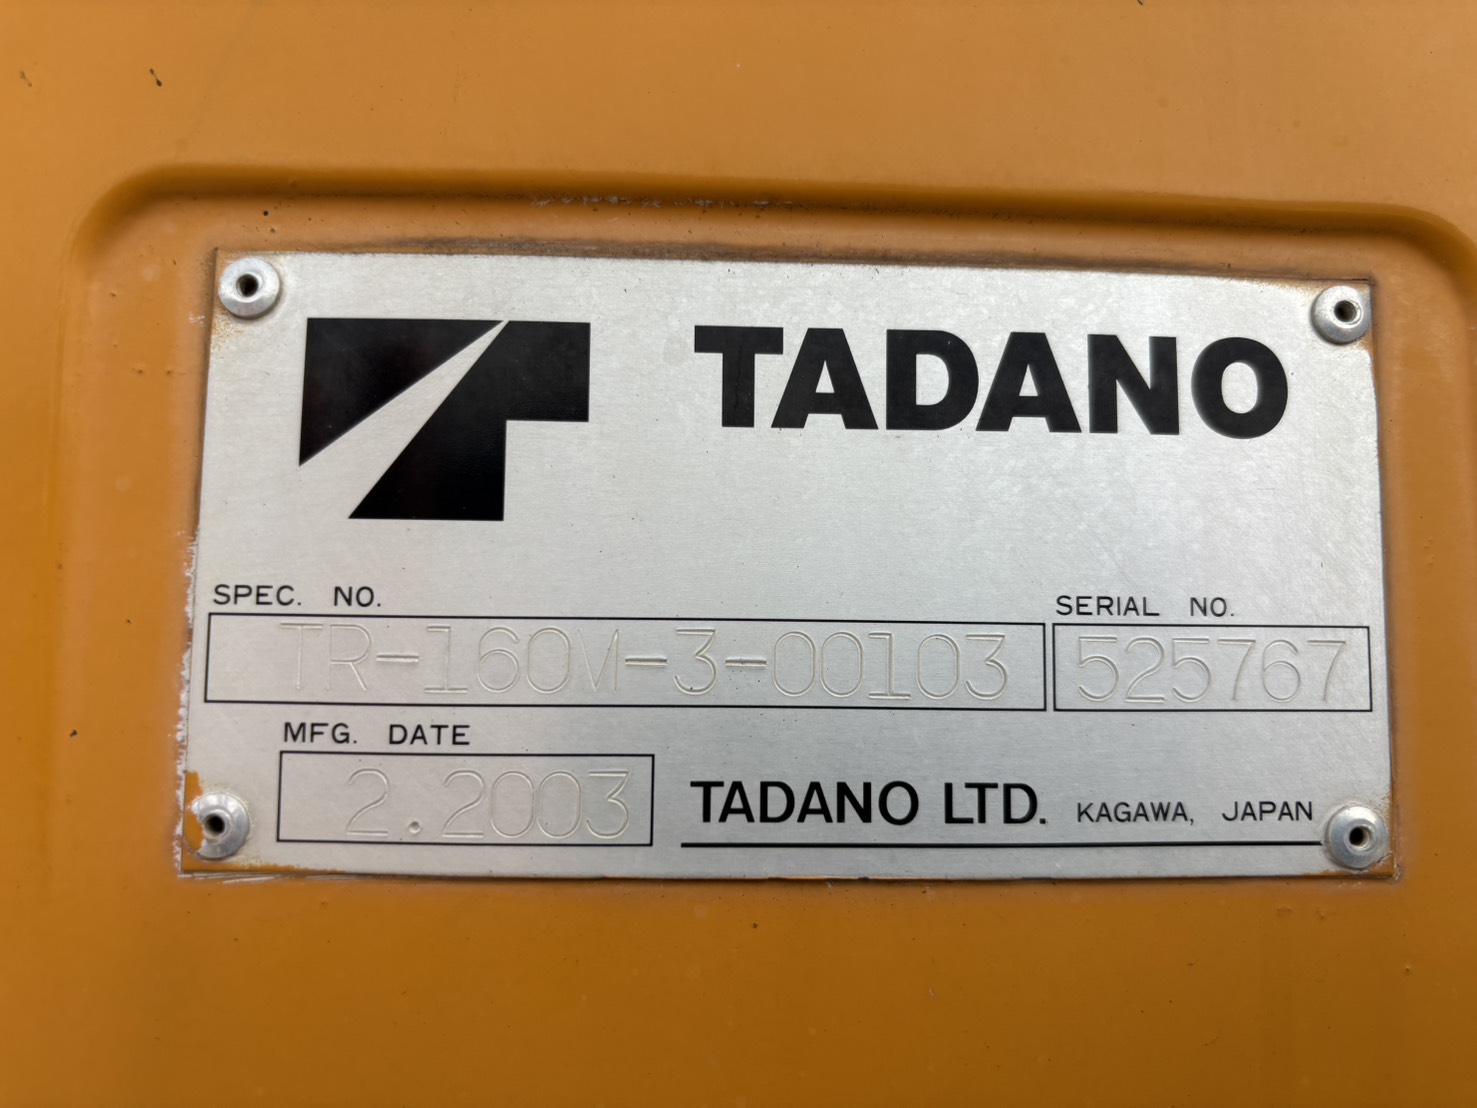 TADANO
SPEC. NO.
TR-160M-3-00103
SERIAL NO.
525767
MFG. DATE
2.2003
TADANO LTD. KAGAWA, JAPAN